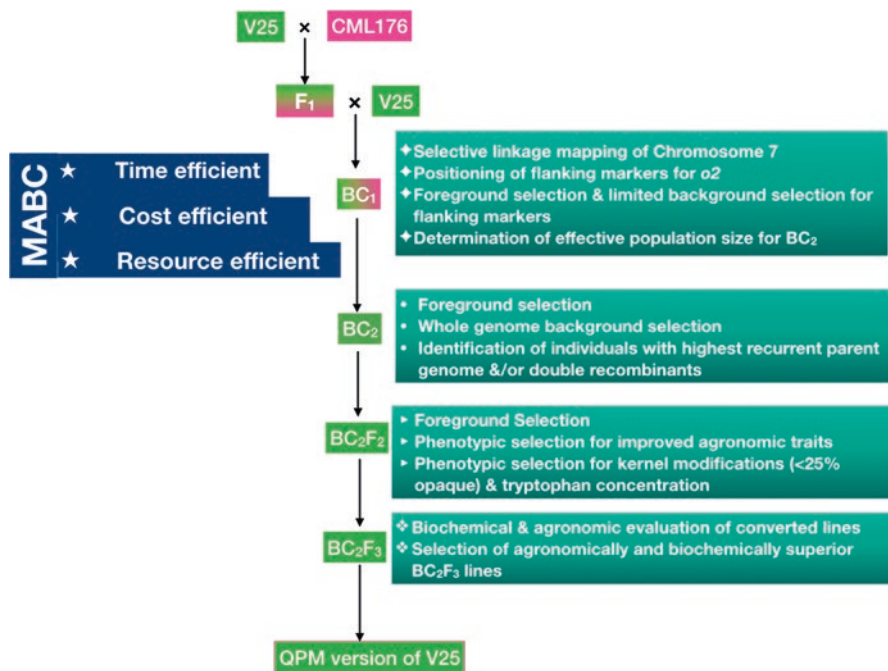 V25 × CML176
F₁ × V25
MABC
★ Time efficient
★ Cost efficient
★ Resource efficient
BC₁
✦Selective linkage mapping of Chromosome 7
✦Positioning of flanking markers for o2
✦Foreground selection & limited background selection for
flanking markers
✦Determination of effective population size for BC₂
BC₂
• Foreground selection
• Whole genome background selection
• Identification of individuals with highest recurrent parent
genome &/or double recombinants
BC₂F₂
▸ Foreground Selection
▸ Phenotypic selection for improved agronomic traits
▸ Phenotypic selection for kernel modifications (<25%
opaque) & tryptophan concentration
BC₂F₃
❖ Biochemical & agronomic evaluation of converted lines
❖ Selection of agronomically and biochemically superior
BC₂F₃ lines
QPM version of V25